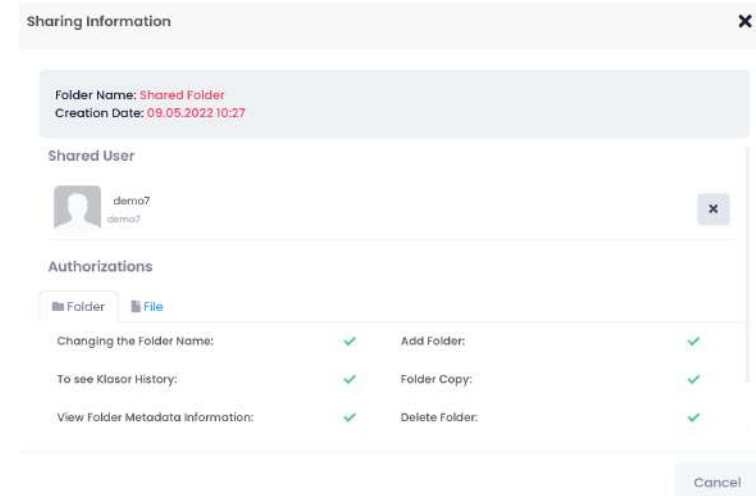 Sharing Information
Folder Name: Shared Folder
Creation Date: 09.05.2022 10:27
Shared User
demo7
demo7
Authorizations
Folder File
Changing the Folder Name: Add Folder:
To see Klasor History: Folder Copy:
View Folder Metadata Information: Delete Folder:
Cancel